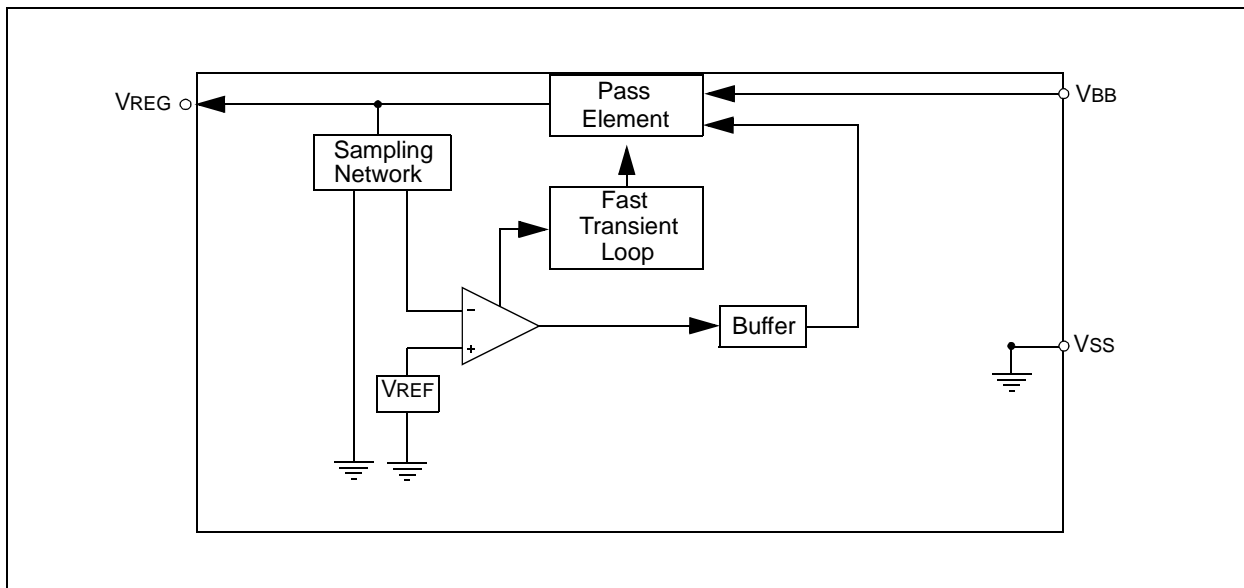 VREG
Pass
Element
VBB
Sampling
Network
Fast
Transient
Loop
−
+
Buffer
VREF
VSS